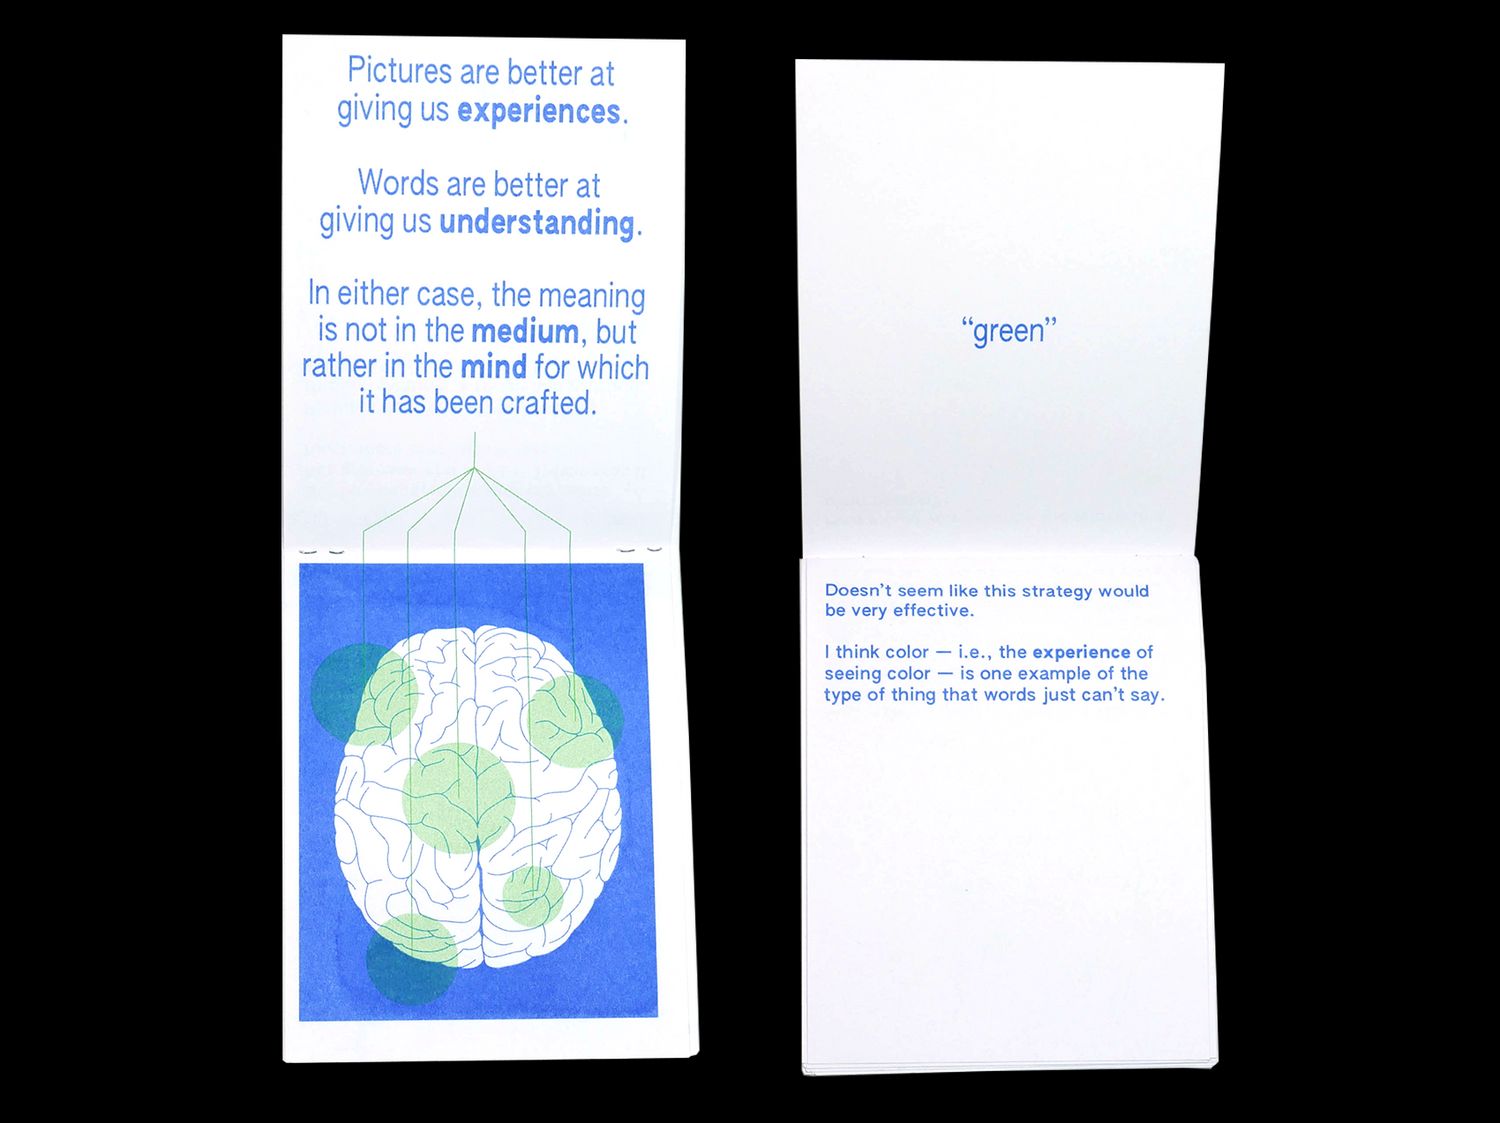 Pictures are better at
giving us experiences.
Words are better at
giving us understanding.
In either case, the meaning
is not in the medium, but
rather in the mind for which
it has been crafted.
“green”
Doesn’t seem like this strategy would
be very effective.
I think color — i.e., the experience of
seeing color — is one example of the
type of thing that words just can’t say.